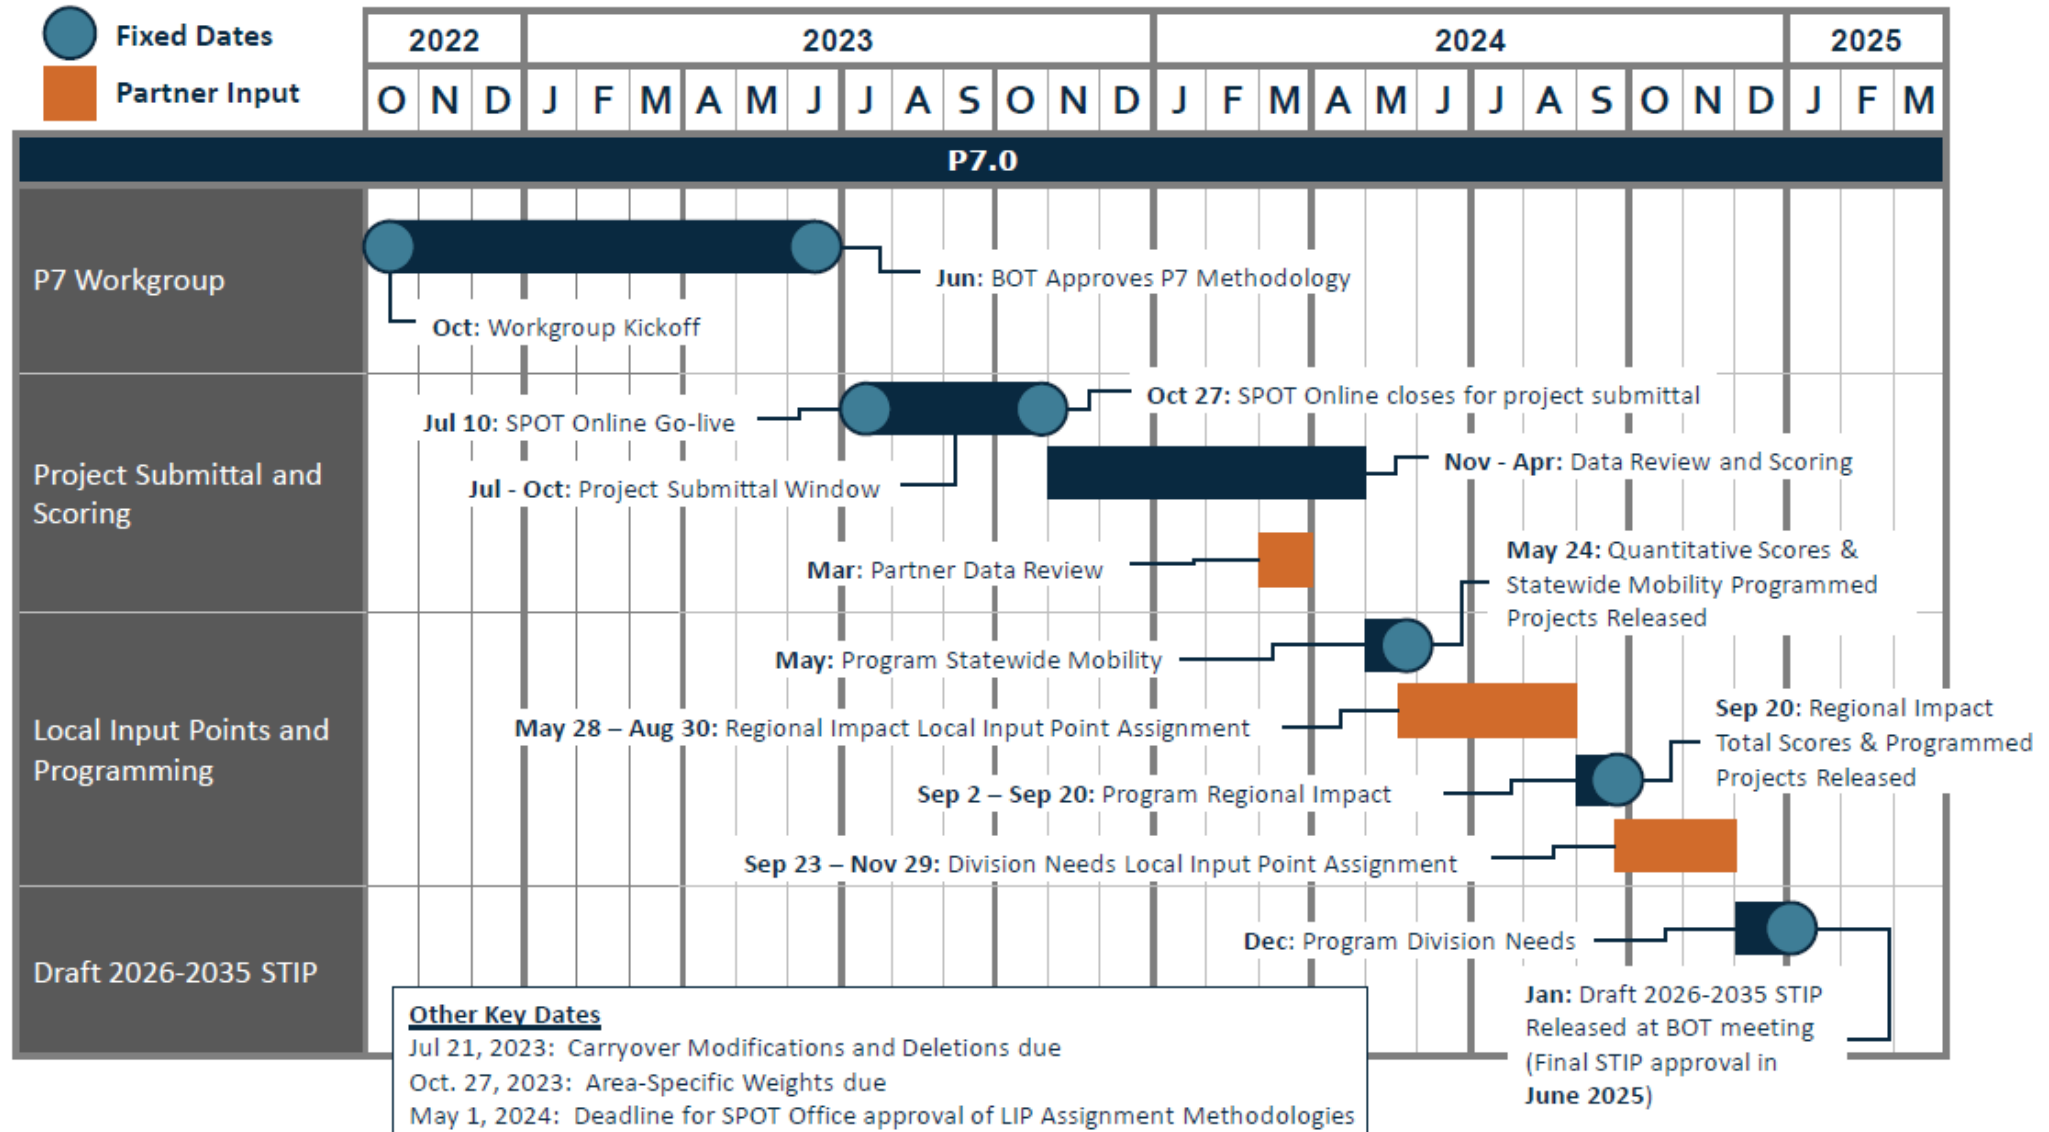 Fixed Dates
Partner Input
2022 2023 2024 2025
O N D J F M A M J J A S O N D J F M A M J J A S O N D J F M
P7.0
P7 Workgroup
Jun: BOT Approves P7 Methodology
Oct: Workgroup Kickoff
Project Submittal and
Scoring
Oct 27: SPOT Online closes for project submittal
Jul 10: SPOT Online Go-live
Nov - Apr: Data Review and Scoring
Jul - Oct: Project Submittal Window
Mar: Partner Data Review
May 24: Quantitative Scores &
Statewide Mobility Programmed
Projects Released
Local Input Points and
Programming
May: Program Statewide Mobility
May 28 – Aug 30: Regional Impact Local Input Point Assignment
Sep 20: Regional Impact
Total Scores & Programmed
Projects Released
Sep 2 – Sep 20: Program Regional Impact
Sep 23 – Nov 29: Division Needs Local Input Point Assignment
Draft 2026-2035 STIP
Dec: Program Division Needs
Jan: Draft 2026-2035 STIP
Released at BOT meeting
(Final STIP approval in
June 2025)
Other Key Dates
Jul 21, 2023: Carryover Modifications and Deletions due
Oct. 27, 2023: Area-Specific Weights due
May 1, 2024: Deadline for SPOT Office approval of LIP Assignment Methodologies